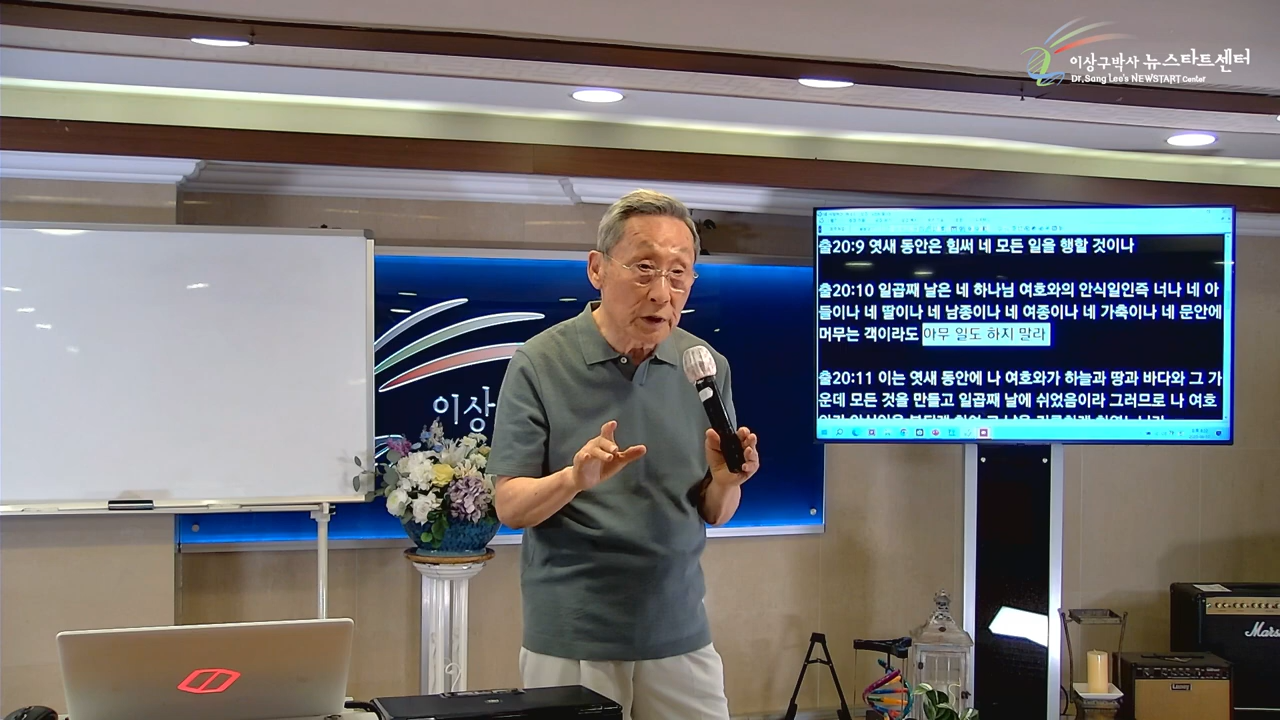 이상구박사 뉴스타트센터
Dr. Sang Lee's NEWSTART Center
출20:9 엿새 동안은 힘써 네 모든 일을 행할 것이나
출20:10 일곱째 날은 네 하나님 여호와의 안식일인즉 너나 네 아
들이나 네 딸이나 네 남종이나 네 여종이나 네 가축이나 네 문안에
머무는 객이라도 아무 일도 하지 말라
출20:11 이는 엿새 동안에 나 여호와가 하늘과 땅과 바다와 그 가
운데 모든 것을 만들고 일곱째 날에 쉬었음이라 그러므로 나 여호
이상
Mars
Laney